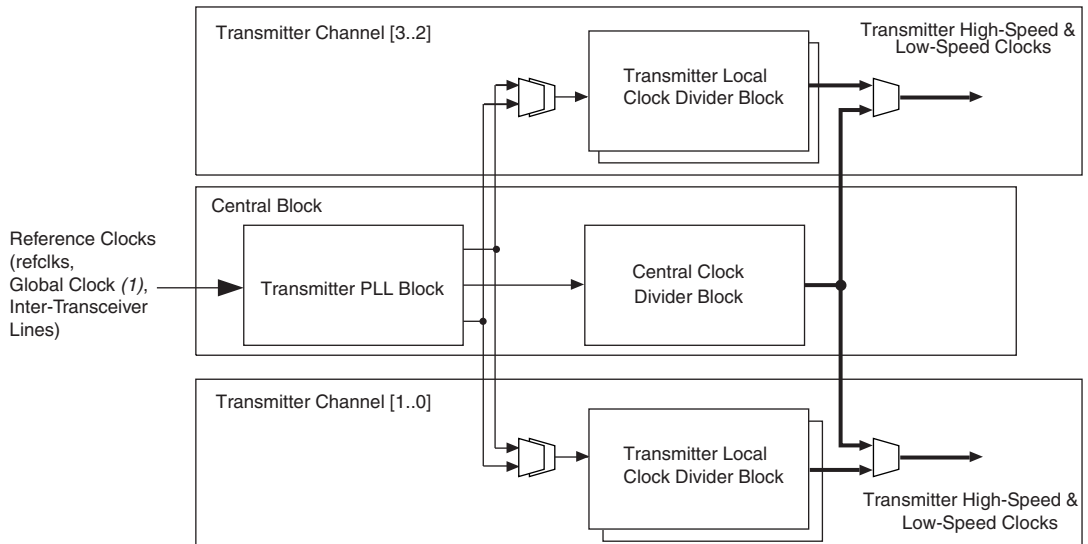 Transmitter Channel [3..2]
Transmitter High-Speed &
Low-Speed Clocks
Transmitter Local
Clock Divider Block
Central Block
Reference Clocks
(refclks,
Global Clock (1),
Inter-Transceiver
Lines)
Transmitter PLL Block
Central Clock
Divider Block
Transmitter Channel [1..0]
Transmitter Local
Clock Divider Block
Transmitter High-Speed &
Low-Speed Clocks